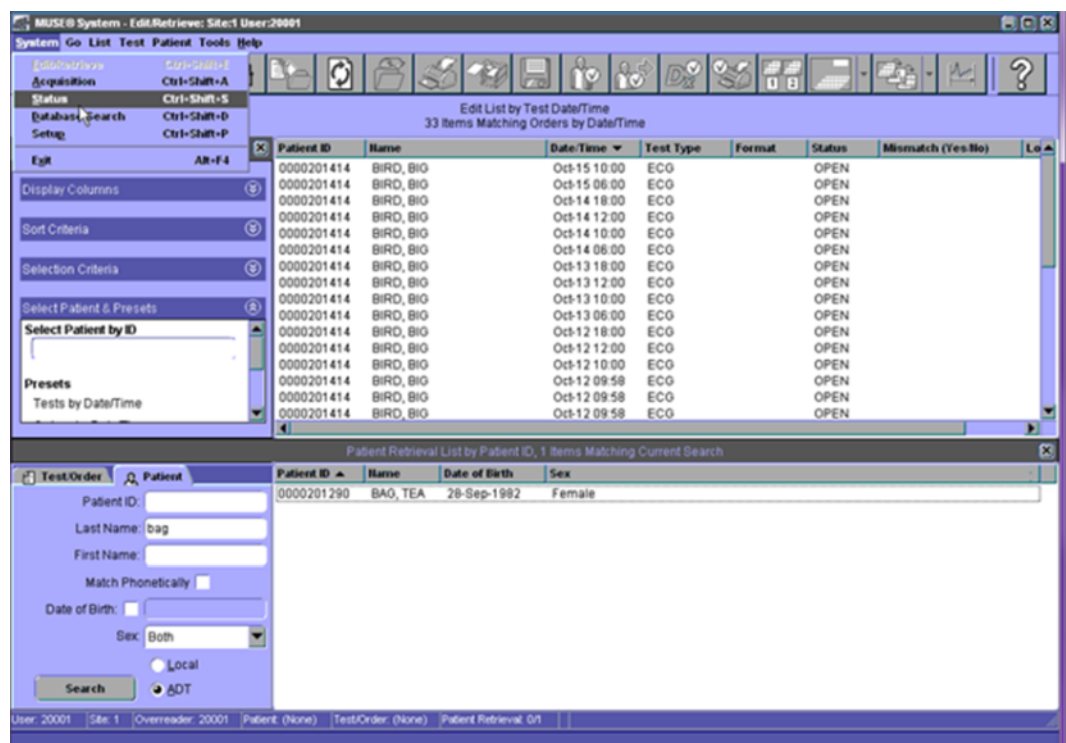 MUSE® System - Edit/Retrieve: Site:1 User:20001
System Go List Test Patient Tools Help
Edit/Retrieve Ctrl+Shift+E
Acquisition Ctrl+Shift+A
Status Ctrl+Shift+S
Database Search Ctrl+Shift+D
Setup Ctrl+Shift+P
Exit Alt+F4
Edit List by Test Date/Time
33 Items Matching Orders by Date/Time
Patient ID Name Date/Time Test Type Format Status Mismatch (Yes/No) Lo
0000201414 BIRD, BIG Oct-15 10:00 ECG OPEN
0000201414 BIRD, BIG Oct-15 06:00 ECG OPEN
0000201414 BIRD, BIG Oct-14 18:00 ECG OPEN
0000201414 BIRD, BIG Oct-14 12:00 ECG OPEN
0000201414 BIRD, BIG Oct-14 10:00 ECG OPEN
0000201414 BIRD, BIG Oct-14 06:00 ECG OPEN
0000201414 BIRD, BIG Oct-13 18:00 ECG OPEN
0000201414 BIRD, BIG Oct-13 12:00 ECG OPEN
0000201414 BIRD, BIG Oct-13 10:00 ECG OPEN
0000201414 BIRD, BIG Oct-13 06:00 ECG OPEN
0000201414 BIRD, BIG Oct-12 18:00 ECG OPEN
0000201414 BIRD, BIG Oct-12 12:00 ECG OPEN
0000201414 BIRD, BIG Oct-12 10:00 ECG OPEN
0000201414 BIRD, BIG Oct-12 09:58 ECG OPEN
0000201414 BIRD, BIG Oct-12 09:58 ECG OPEN
0000201414 BIRD, BIG Oct-12 09:58 ECG OPEN
Display Columns
Sort Criteria
Selection Criteria
Select Patient & Presets
Select Patient by ID
Presets
Tests by Date/Time
Patient Retrieval List by Patient ID, 1 Items Matching Current Search
Test/Order Patient
Patient ID:
Last Name: bag
First Name:
Match Phonetically
Date of Birth:
Sex: Both
Local
Search ADT
Patient ID Name Date of Birth Sex
0000201290 BAG, TEA 28-Sep-1982 Female
User: 20001 Site: 1 Overreader: 20001 Patient: (None) Test/Order: (None) Patient Retrieval: 0/1